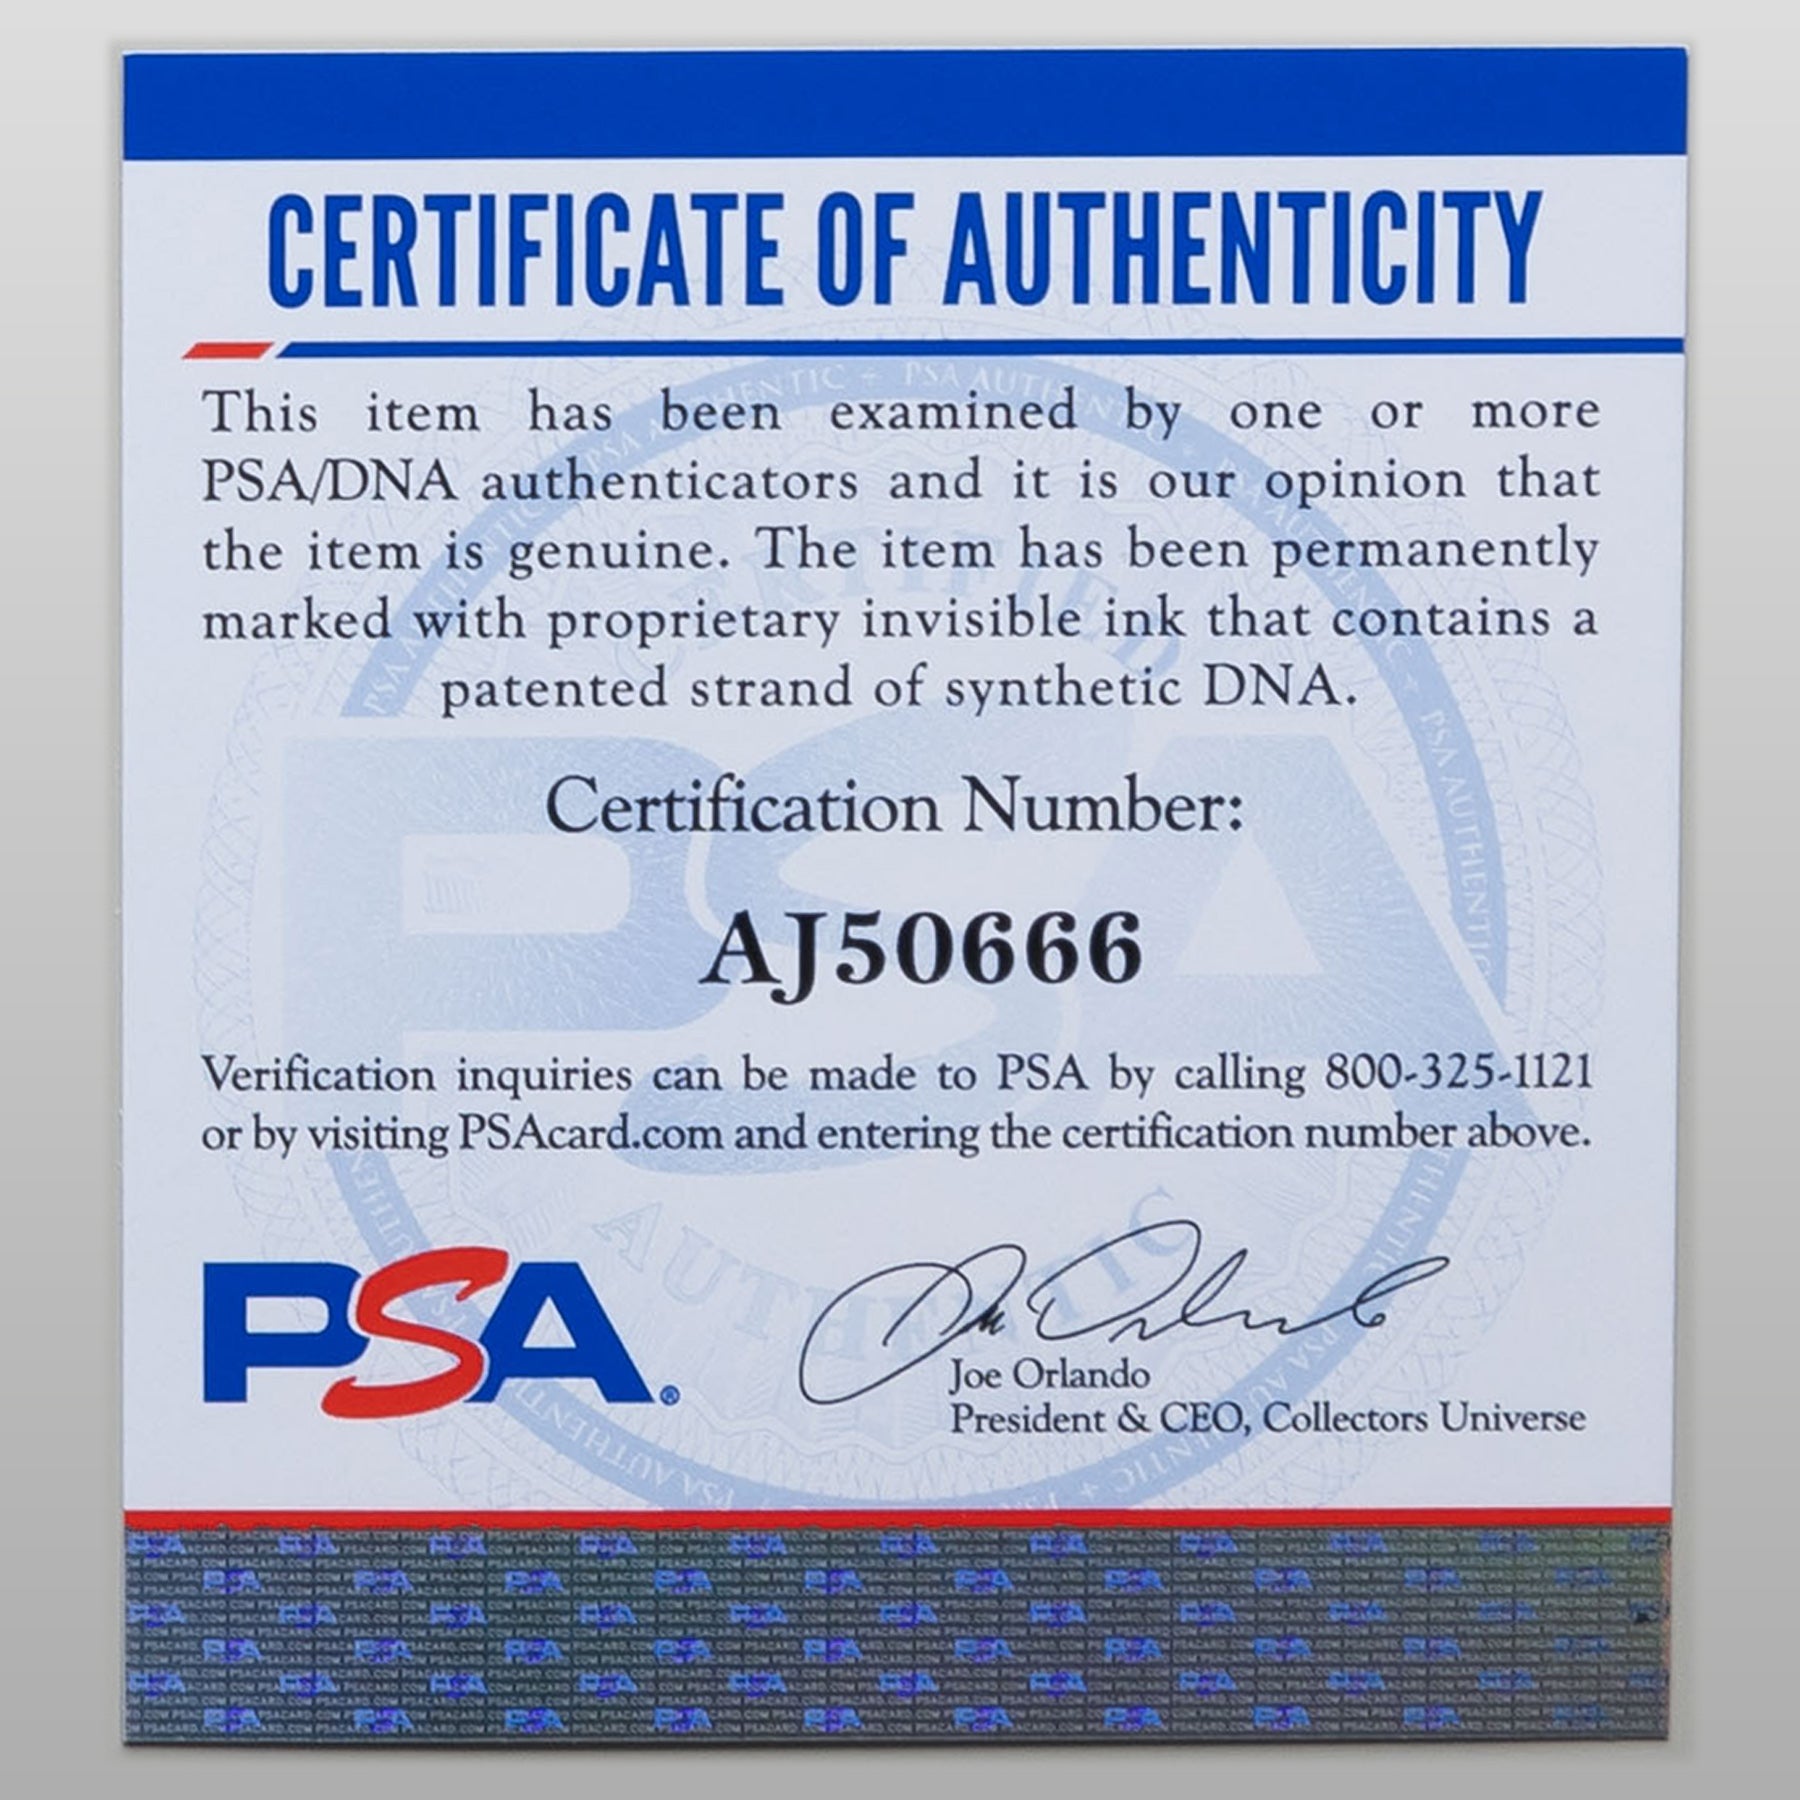 CERTIFICATE OF AUTHENTICITY
This item has been examined by one or more
PSA/DNA authenticators and it is our opinion that
the item is genuine. The item has been permanently
marked with proprietary invisible ink that contains a
patented strand of synthetic DNA.
Certification Number:
AJ50666
Verification inquiries can be made to PSA by calling 800-325-1121
or by visiting PSAcard.com and entering the certification number above.
PSA®
Joe Orlando
President & CEO, Collectors Universe
CERTIFIED
PSA
AUTHENTIC